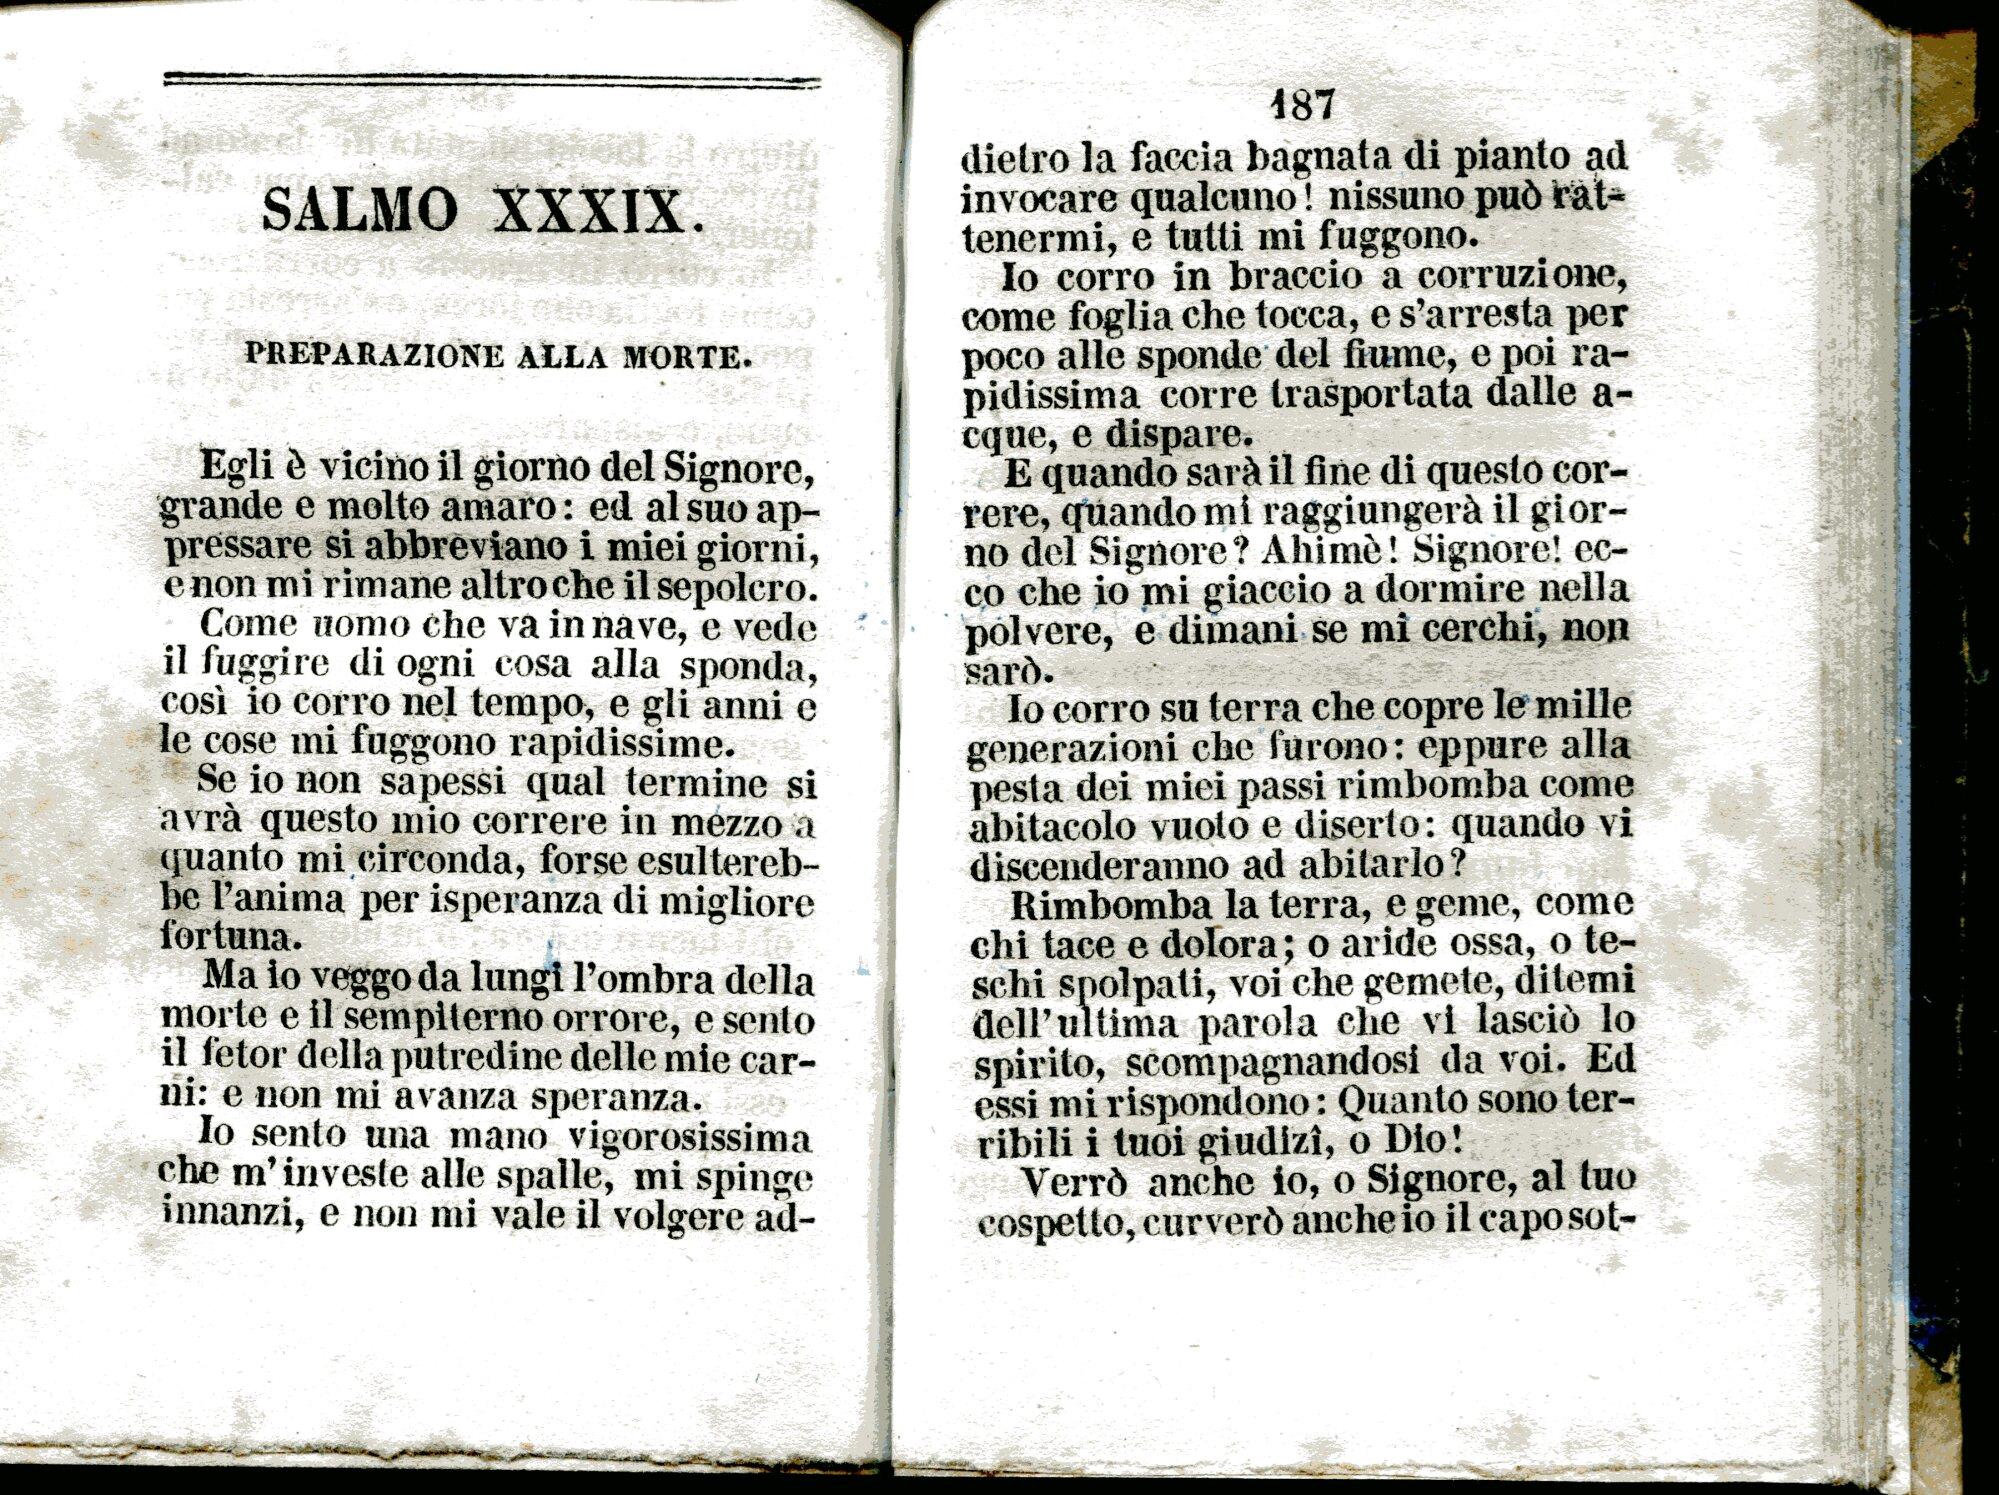 SALMO XXXIX.
PREPARAZIONE ALLA MORTE.
Egli è vicino il giorno del Signore,
grande e molto amaro: ed al suo ap-
pressare si abbreviano i miei giorni,
e non mi rimane altro che il sepolcro.
Come uomo che va in nave, e vede
il fuggire di ogni cosa alla sponda,
così io corro nel tempo, e gli anni e
le cose mi fuggono rapidissime.
Se io non sapessi qual termine si
avrà questo mio correre in mezzo a
quanto mi circonda, forse esultereb-
be l'anima per isperanza di migliore
fortuna.
Ma io veggo da lungi l'ombra della
morte e il sempiterno orrore, e sento
il fetor della putredine delle mie car-
ni: e non mi avanza speranza.
Io sento una mano vigorosissima
che m'investe alle spalle, mi spinge
innanzi, e non mi vale il volgere ad-
187
dietro la faccia bagnata di pianto ad
invocare qualcuno! nissuno può rat-
tenermi, e tutti mi fuggono.
Io corro in braccio a corruzione,
come foglia che tocca, e s'arresta per
poco alle sponde del fiume, e poi ra-
pidissima corre trasportata dalle a-
cque, e dispare.
E quando sarà il fine di questo cor-
rere, quando mi raggiungerà il gior-
no del Signore? Ahimè! Signore! ec-
co che io mi giaccio a dormire nella
polvere, e dimani se mi cerchi, non
sarò.
Io corro su terra che copre le mille
generazioni che furono: eppure alla
pesta dei miei passi rimbomba come
abitacolo vuoto e diserto: quando vi
discenderanno ad abitarlo?
Rimbomba la terra, e geme, come
chi tace e dolora; o aride ossa, o te-
schi spolpati, voi che gemete, ditemi
dell'ultima parola che vi lasciò lo
spirito, scompagnandosi da voi. Ed
essi mi rispondono: Quanto sono ter-
ribili i tuoi giudizî, o Dio!
Verrò anche io, o Signore, al tuo
cospetto, curverò anche io il capo sot-